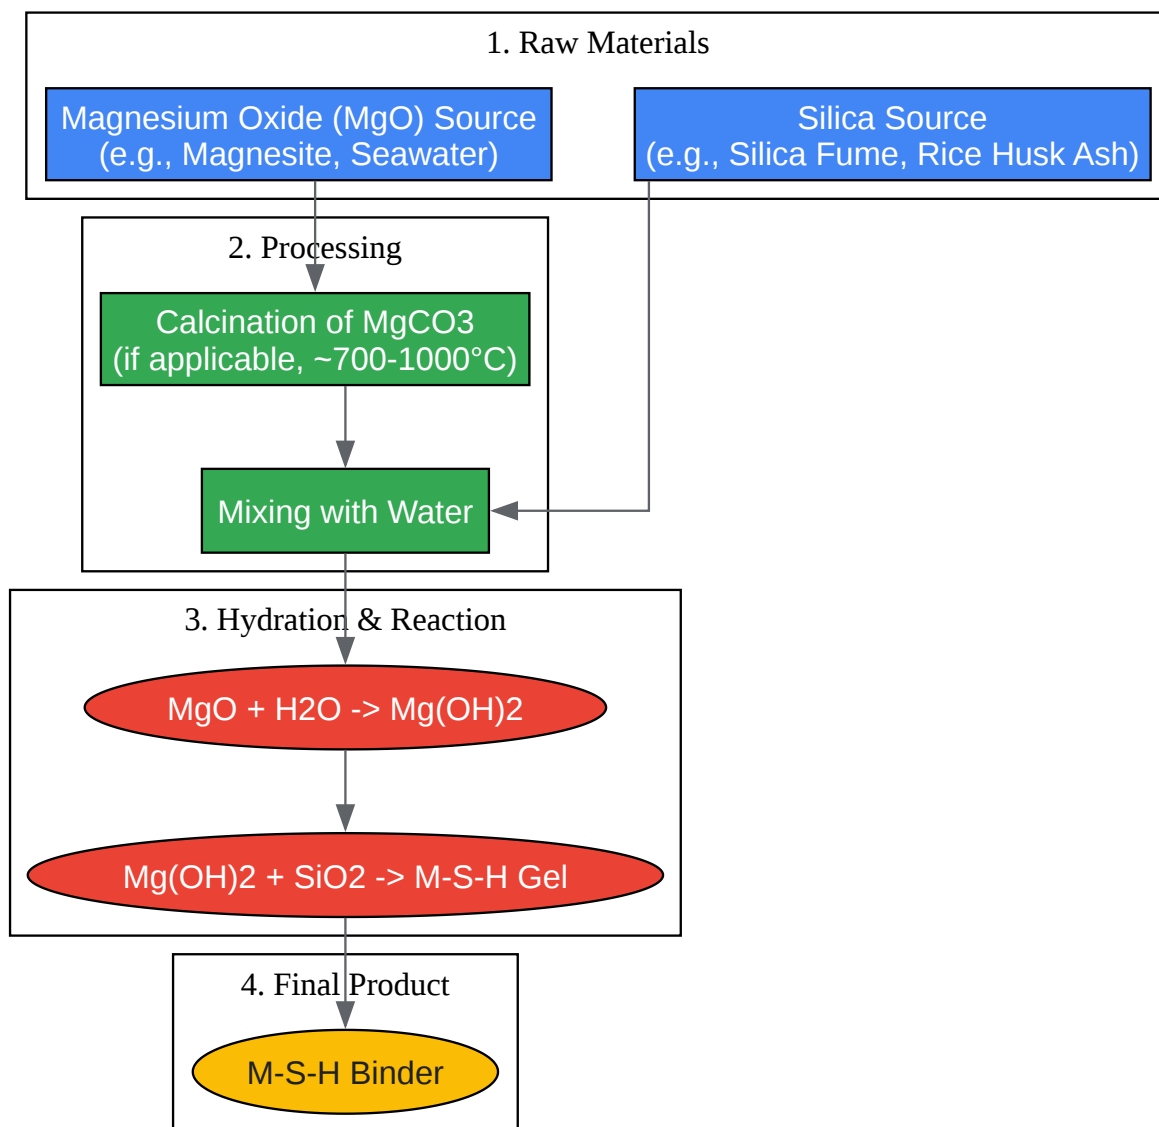 1. Raw Materials
Magnesium Oxide (MgO) Source
(e.g., Magnesite, Seawater)
Silica Source
(e.g., Silica Fume, Rice Husk Ash)
2. Processing
Calcination of MgCO3
(if applicable, ~700-1000°C)
Mixing with Water
3. Hydration & Reaction
MgO + H2O -> Mg(OH)2
Mg(OH)2 + SiO2 -> M-S-H Gel
4. Final Product
M-S-H Binder